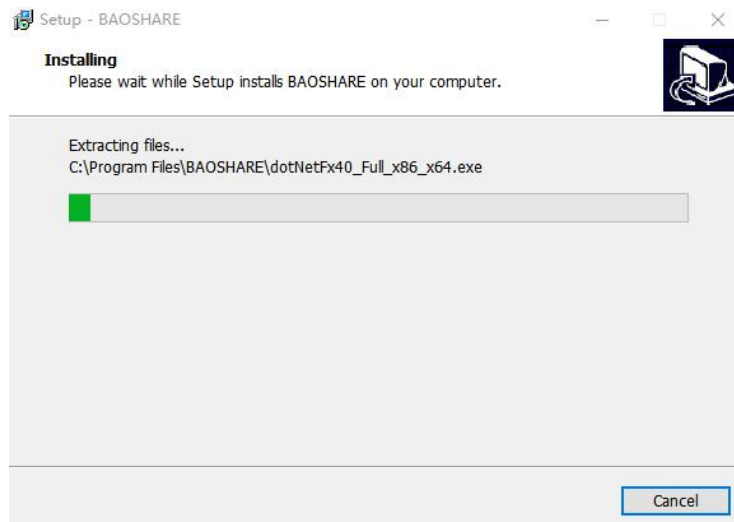 Setup - BAOSHARE
Installing
Please wait while Setup installs BAOSHARE on your computer.
Extracting files...
C:\Program Files\BAOSHARE\dotNetFx40_Full_x86_x64.exe
Cancel